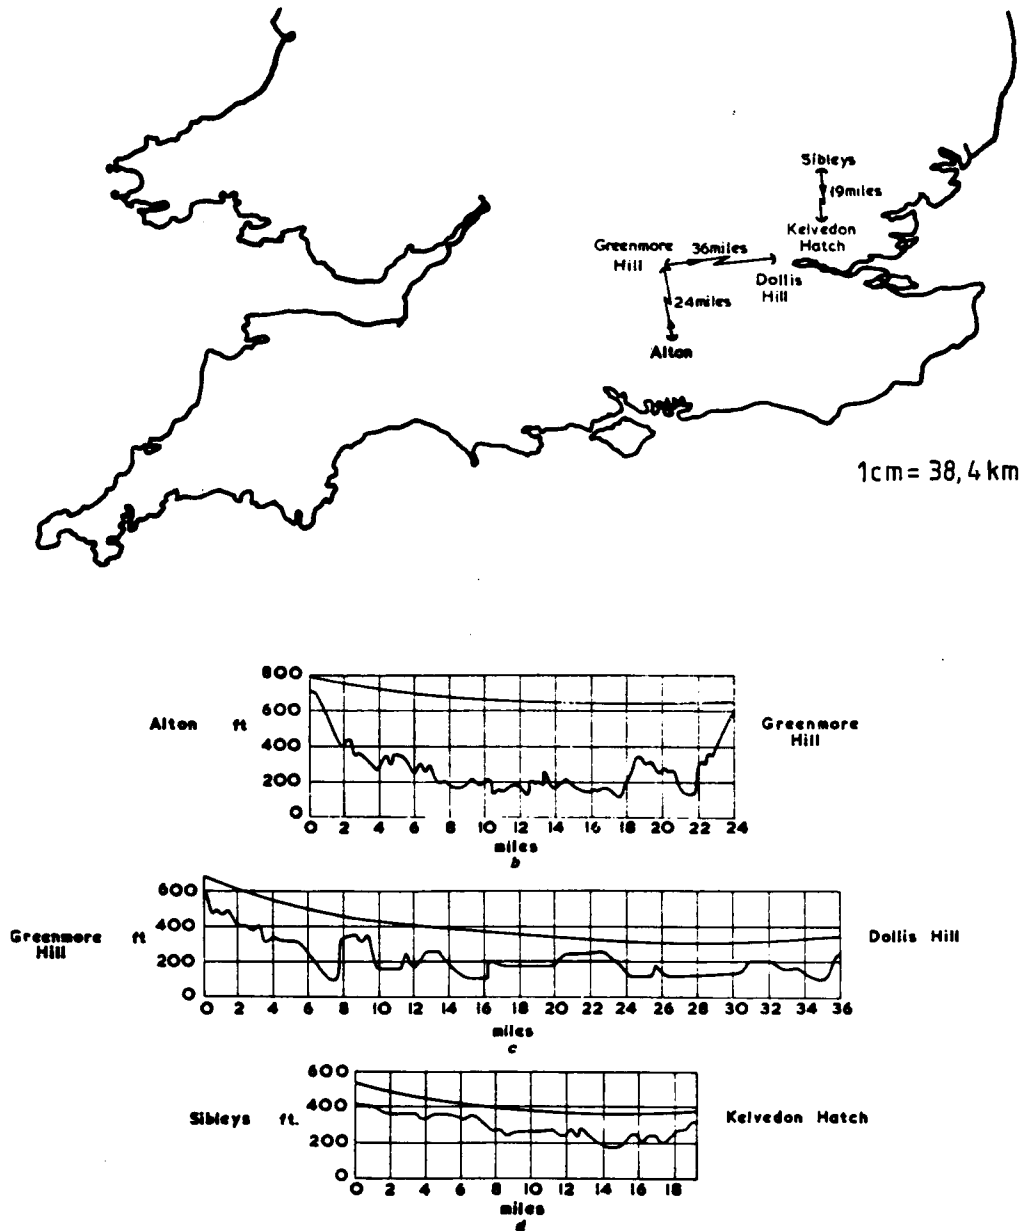 Sibleys
19miles
Kelvedon
Hatch
Greenmore
Hill
36miles
Dollis
Hill
24miles
Alton
1cm = 38,4 km
800
600
400
200
0
Alton ft
Greenmore
Hill
0 2 4 6 8 10 12 14 16 18 20 22 24
miles
b
600
400
200
0
Greenmore
Hill
ft
Dollis Hill
0 2 4 6 8 10 12 14 16 18 20 22 24 26 28 30 32 34 36
miles
c
600
400
200
0
Sibleys ft.
Kelvedon Hatch
0 2 4 6 8 10 12 14 16 18
miles
d